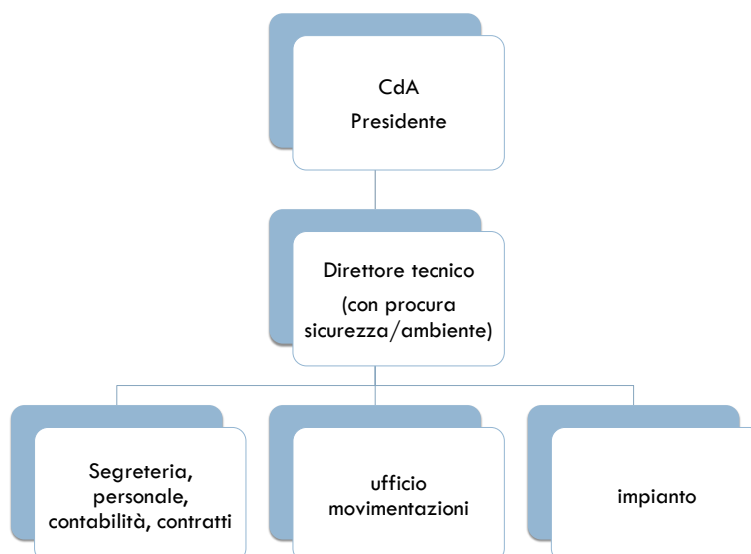 CdA
Presidente
Direttore tecnico
(con procura
sicurezza/ambiente)
Segreteria,
personale,
contabilità, contratti
ufficio
movimentazioni
impianto